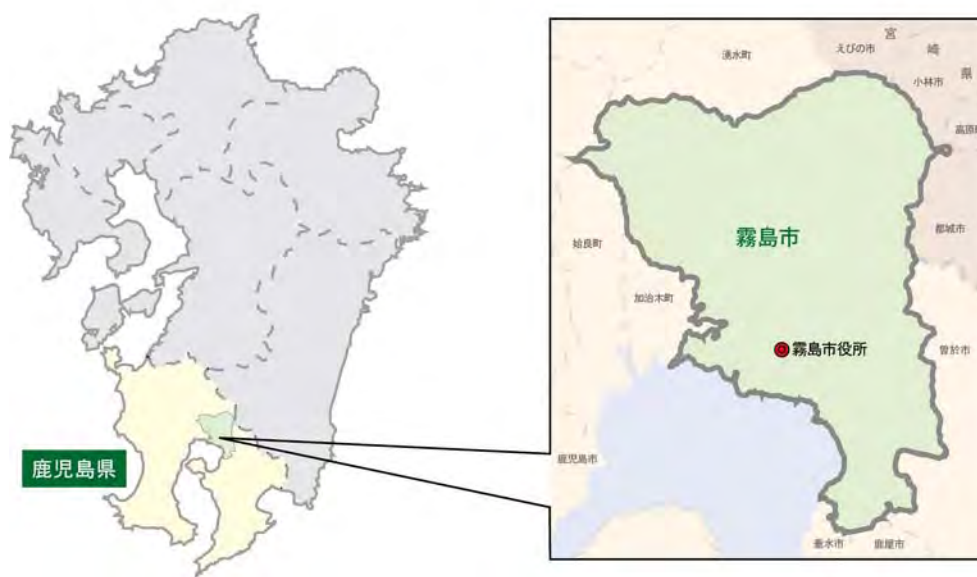 鹿児島県
宮崎県
えびの市
湧水町
小林市
高原町
都城市
霧島市
姶良町
加治木町
霧島市役所
曽於市
鹿児島市
垂水市
鹿屋市